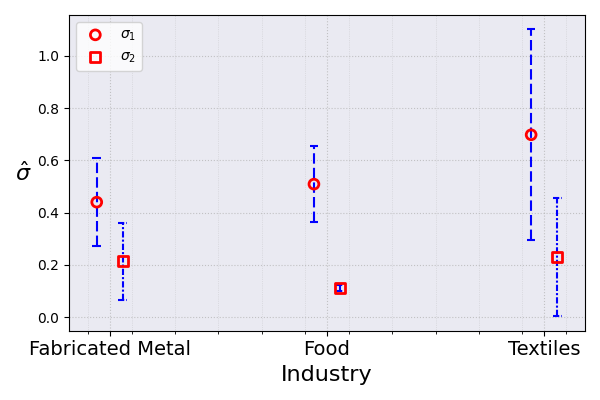 σ₁
σ₂
1.0
0.8
0.6
0.4
0.2
0.0
σ̂
Fabricated Metal Food Textiles
Industry